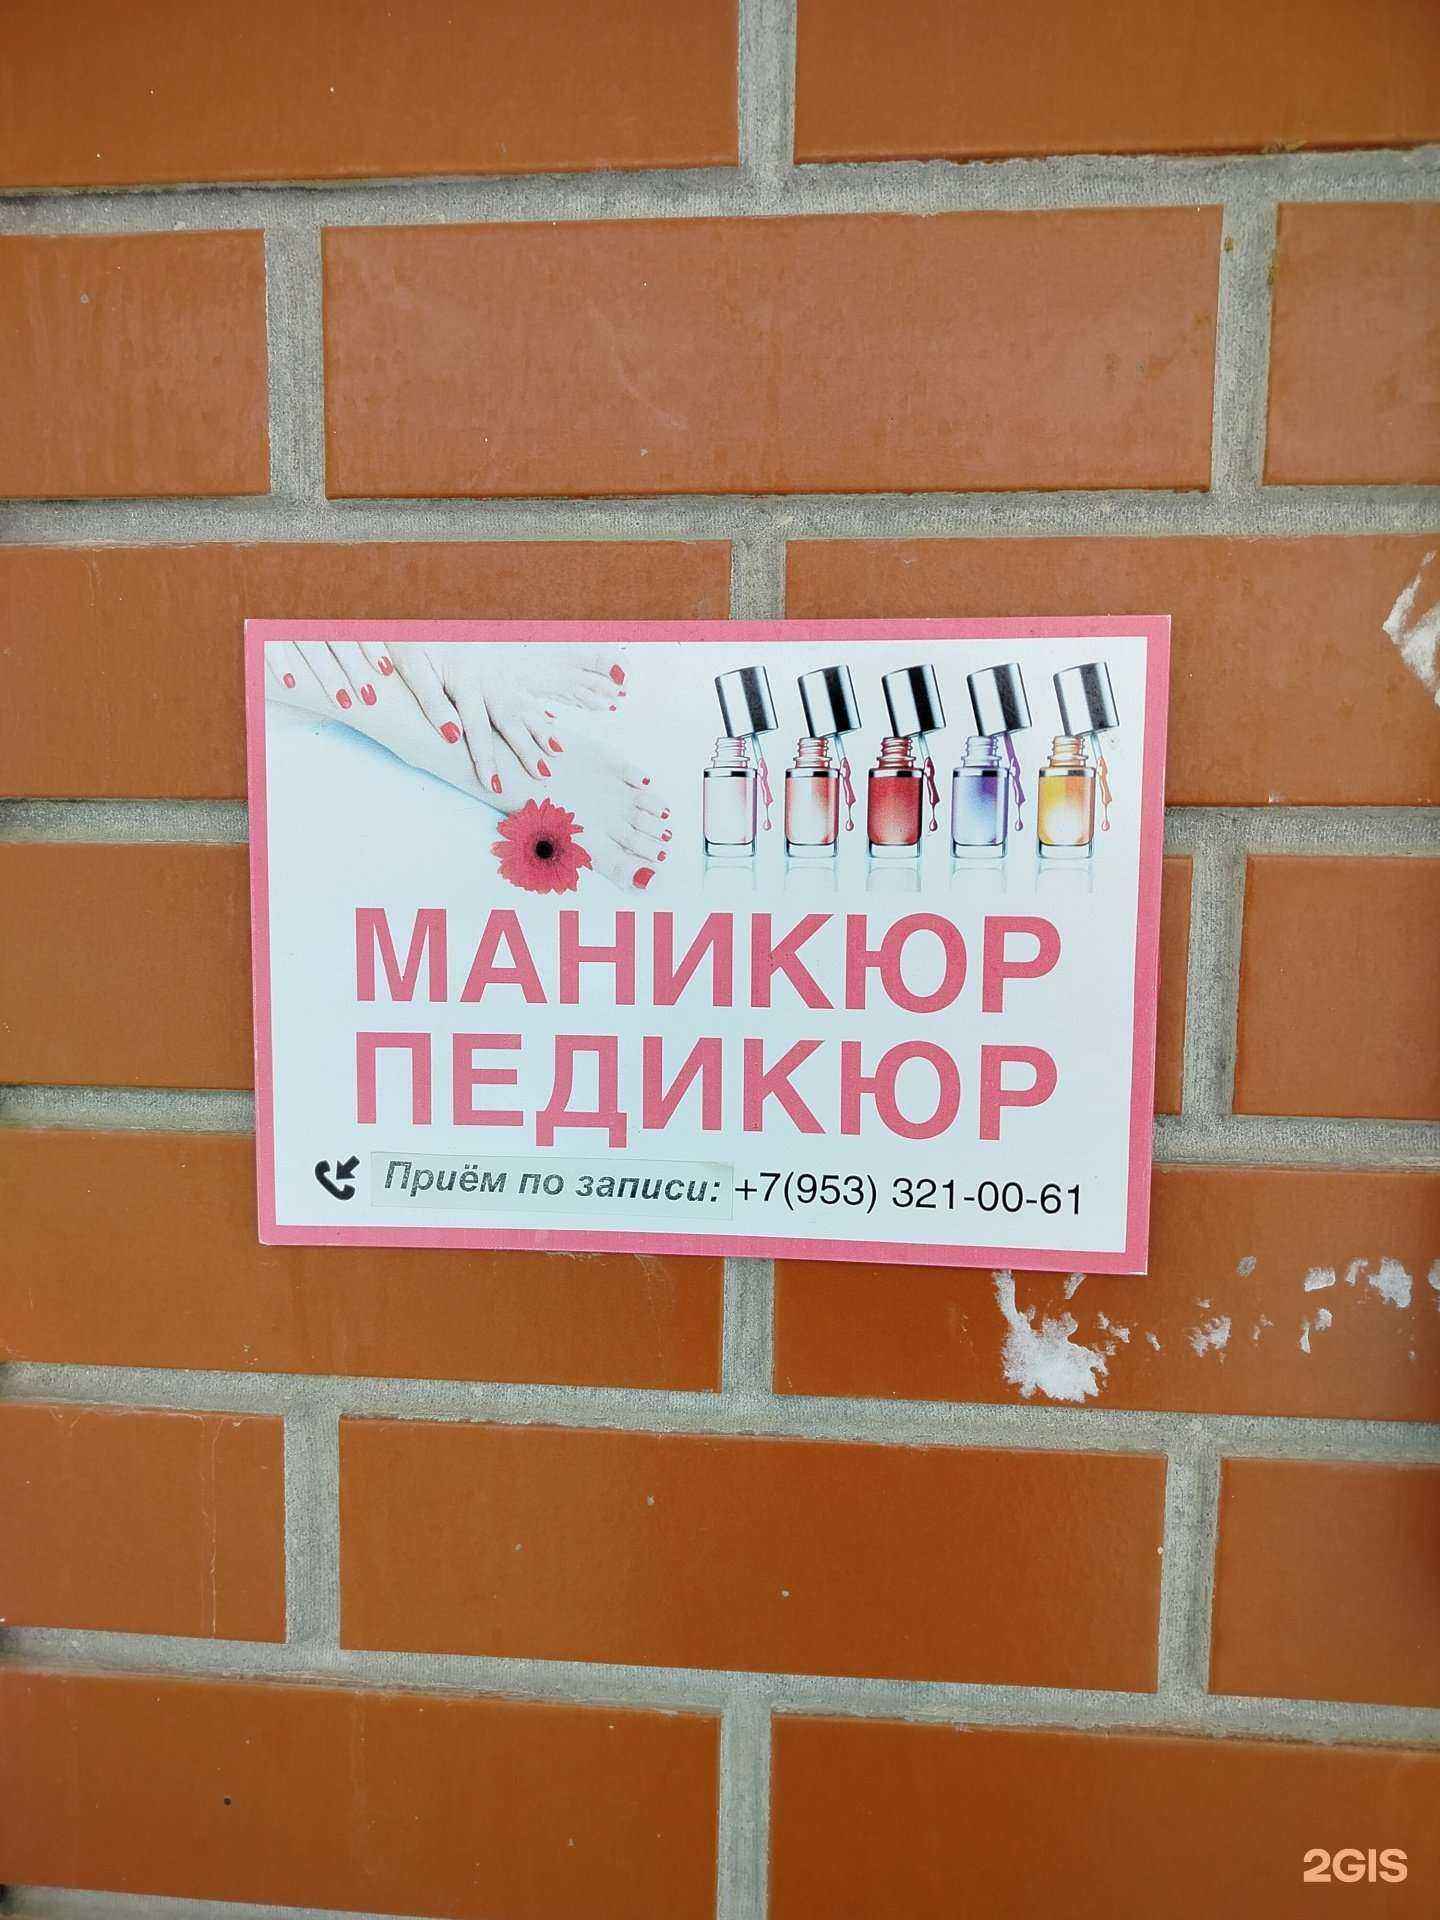 МАНИКЮР
ПЕДИКЮР
Приём по записи: +7(953) 321-00-61
2GIS